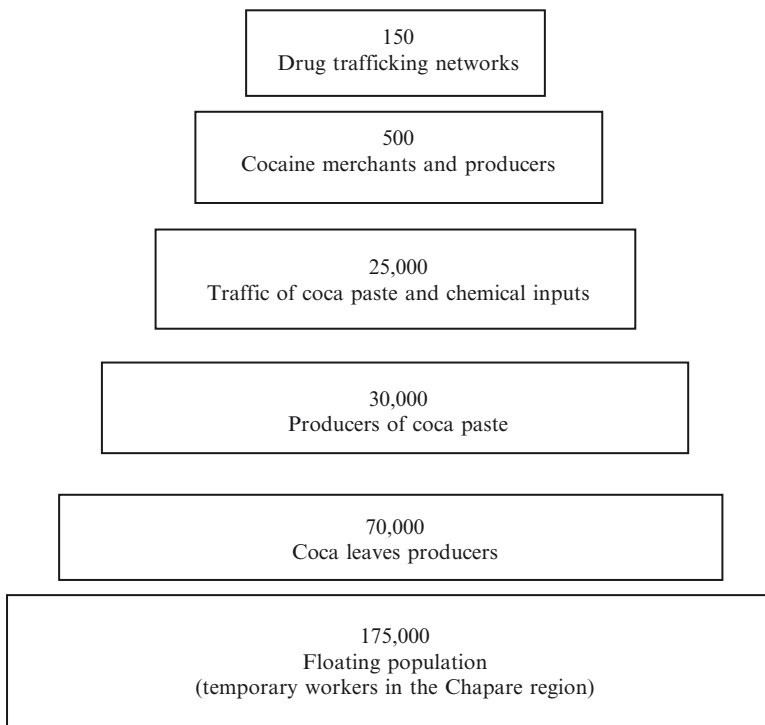 150
Drug trafficking networks
500
Cocaine merchants and producers
25,000
Traffic of coca paste and chemical inputs
30,000
Producers of coca paste
70,000
Coca leaves producers
175,000
Floating population
(temporary workers in the Chapare region)